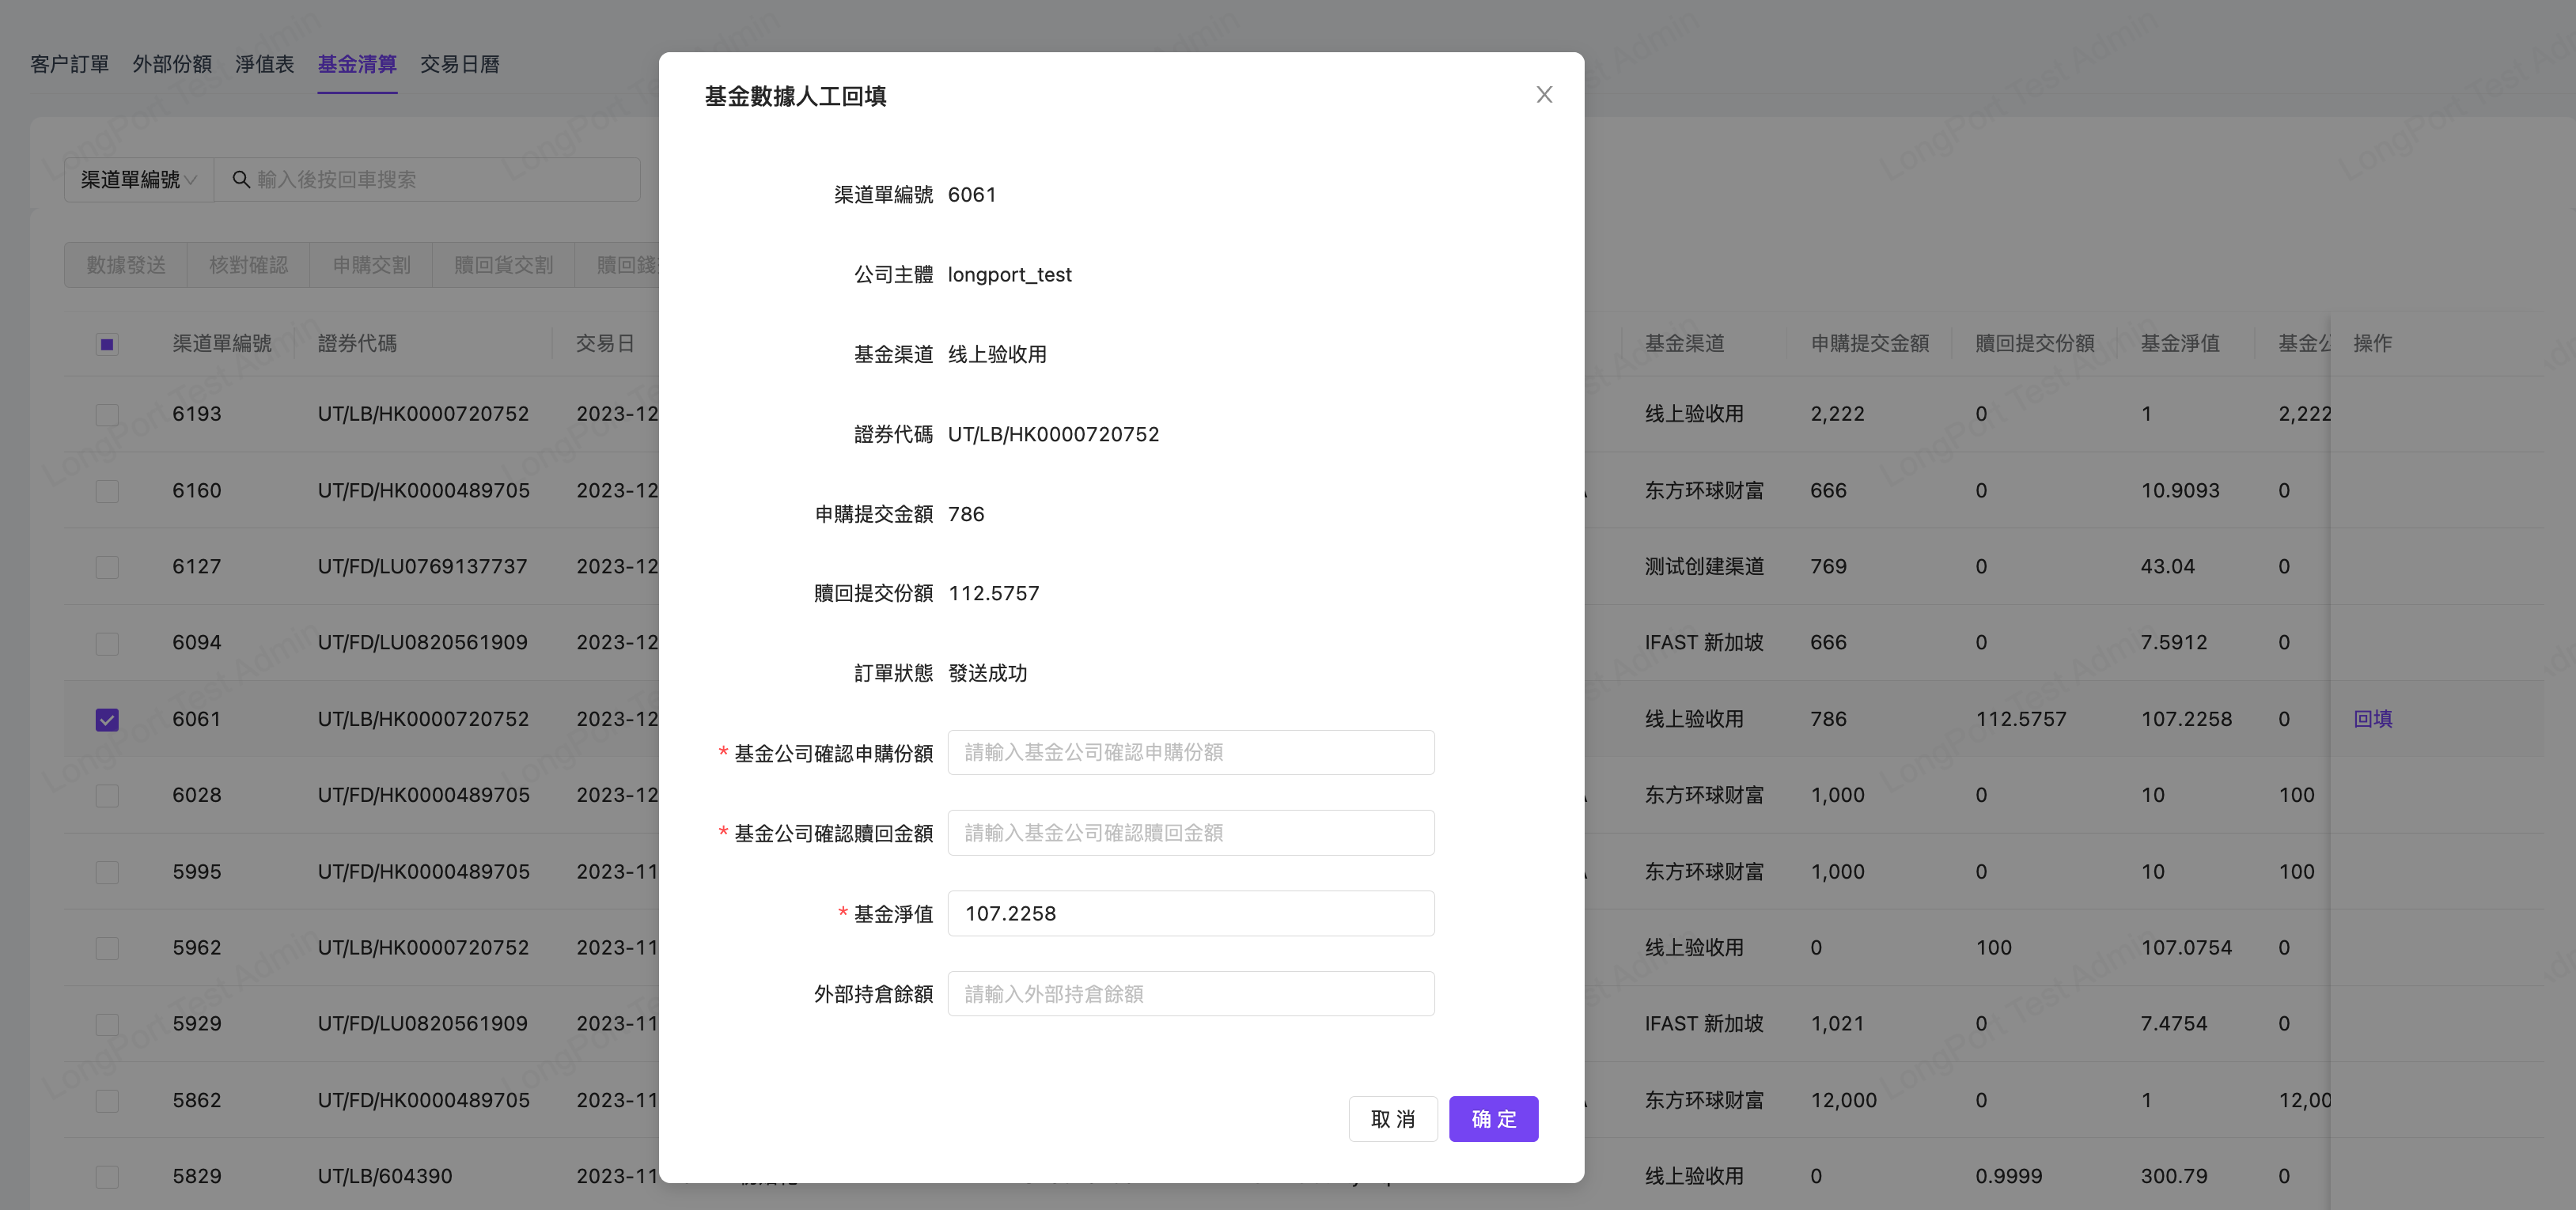 客户訂單 外部份額 淨值表 基金清算 交易日曆
渠道單編號 輸入後按回車搜索
數據發送 核對確認 申購交割 贖回貨交割 贖回錢
渠道單編號 證券代碼 交易日 基金渠道 申購提交金額 贖回提交份額 基金淨值 基金公 操作
6193 UT/LB/HK0000720752 2023-12 线上验收用 2,222 0 1 2,222
6160 UT/FD/HK0000489705 2023-12 东方环球财富 666 0 10.9093 0
6127 UT/FD/LU0769137737 2023-12 测试创建渠道 769 0 43.04 0
6094 UT/FD/LU0820561909 2023-12 IFAST 新加坡 666 0 7.5912 0
6061 UT/LB/HK0000720752 2023-12 线上验收用 786 112.5757 107.2258 0 回填
6028 UT/FD/HK0000489705 2023-12 东方环球财富 1,000 0 10 100
5995 UT/FD/HK0000489705 2023-11 东方环球财富 1,000 0 10 100
5962 UT/LB/HK0000720752 2023-11 线上验收用 0 100 107.0754 0
5929 UT/FD/LU0820561909 2023-11 IFAST 新加坡 1,021 0 7.4754 0
5862 UT/FD/HK0000489705 2023-11 东方环球财富 12,000 0 1 12,00
5829 UT/LB/604390 2023-11 线上验收用 0 0.9999 300.79 0
基金數據人工回填
渠道單編號 6061
公司主體 longport_test
基金渠道 线上验收用
證券代碼 UT/LB/HK0000720752
申購提交金額 786
贖回提交份額 112.5757
訂單狀態 發送成功
* 基金公司確認申購份額 請輸入基金公司確認申購份額
* 基金公司確認贖回金額 請輸入基金公司確認贖回金額
* 基金淨值 107.2258
外部持倉餘額 請輸入外部持倉餘額
取 消 确 定
LongPort Test Admin